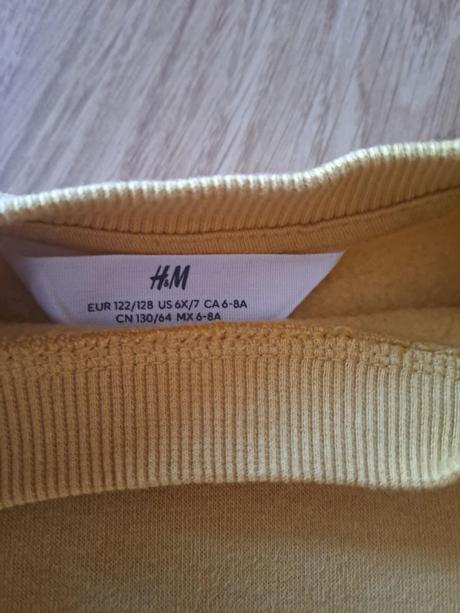 H&M
EUR 122/128 US 6X/7 CA 6-8A
CN 130/64 MX 6-8A